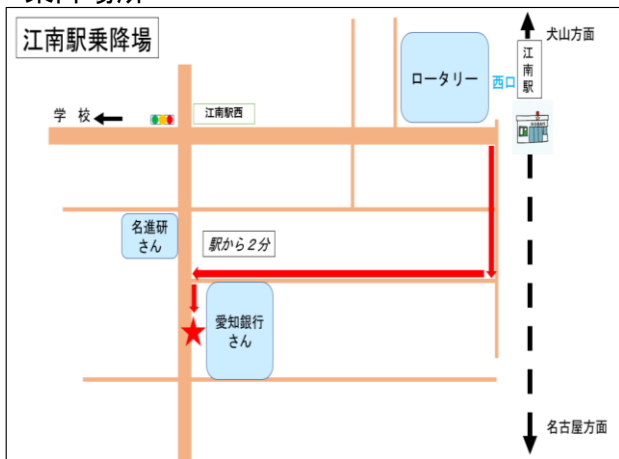 江南駅乗降場
犬山方面
江南駅
ロータリー
西口
江南駅西
学 校
名進研
さん
駅から2分
愛知銀行
さん
名古屋方面